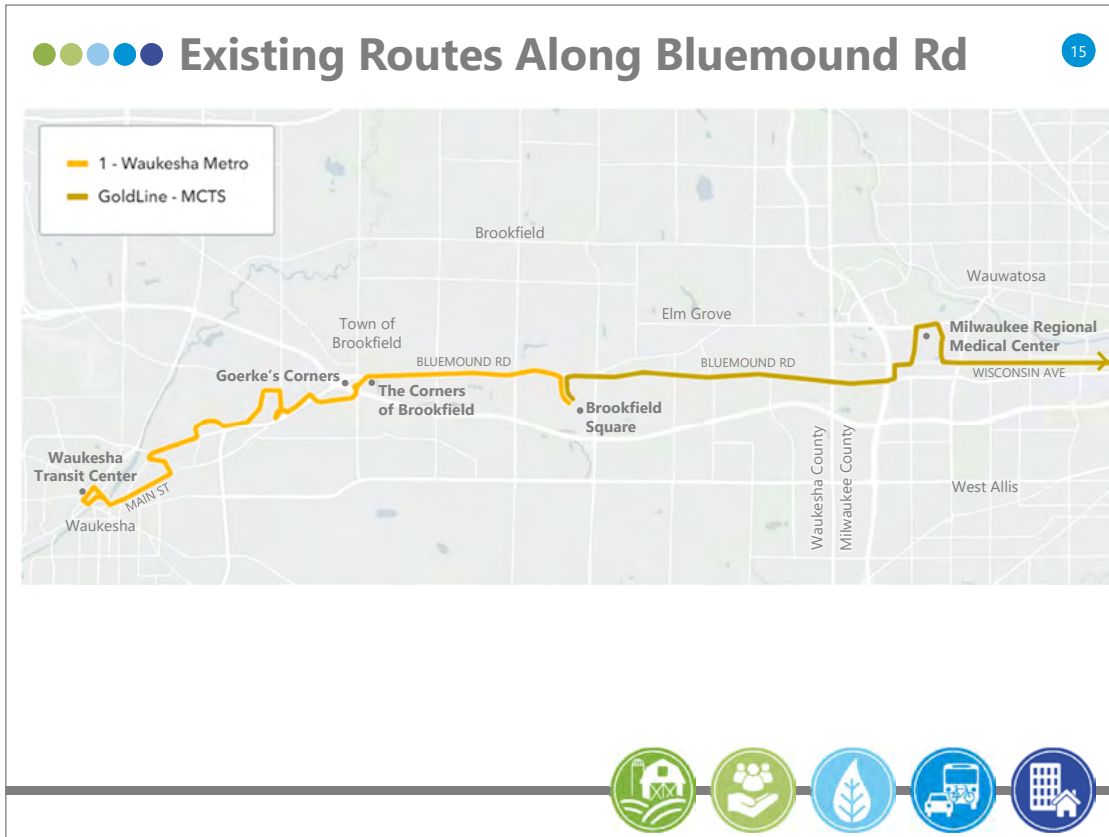 Existing Routes Along Bluemound Rd
15
1 - Waukesha Metro
GoldLine - MCTS
Brookfield
Wauwatosa
Elm Grove
Town of
Brookfield
Milwaukee Regional
Medical Center
BLUEMOUND RD
BLUEMOUND RD
WISCONSIN AVE
Goerke's Corners
The Corners
of Brookfield
Brookfield
Square
Waukesha County
Milwaukee County
Waukesha
Transit Center
MAIN ST
West Allis
Waukesha